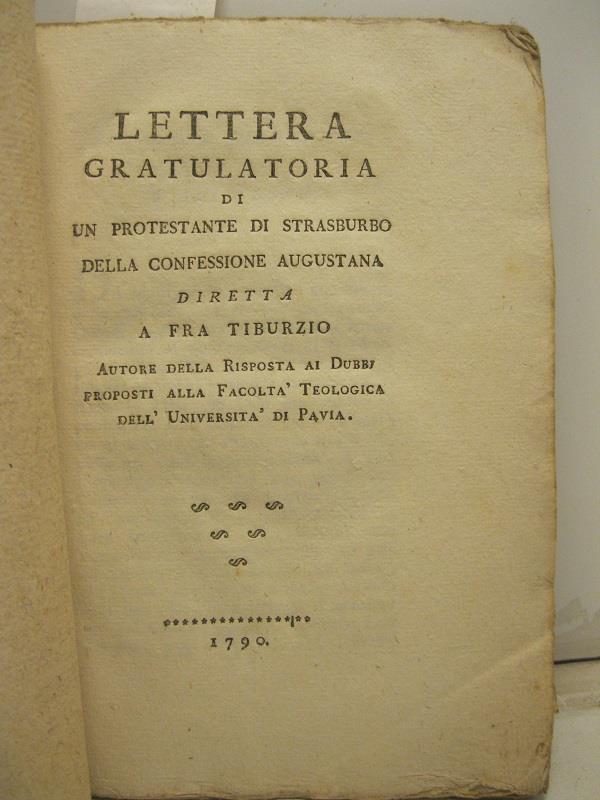 LETTERA
GRATULATORIA
DI
UN PROTESTANTE DI STRASBURBO
DELLA CONFESSIONE AUGUSTANA
DIRETTA
A FRA TIBURZIO
AUTORE DELLA RISPOSTA AI DUBBJ
PROPOSTI ALLA FACOLTA' TEOLOGICA
DELL' UNIVERSITA' DI PAVIA.
1790.